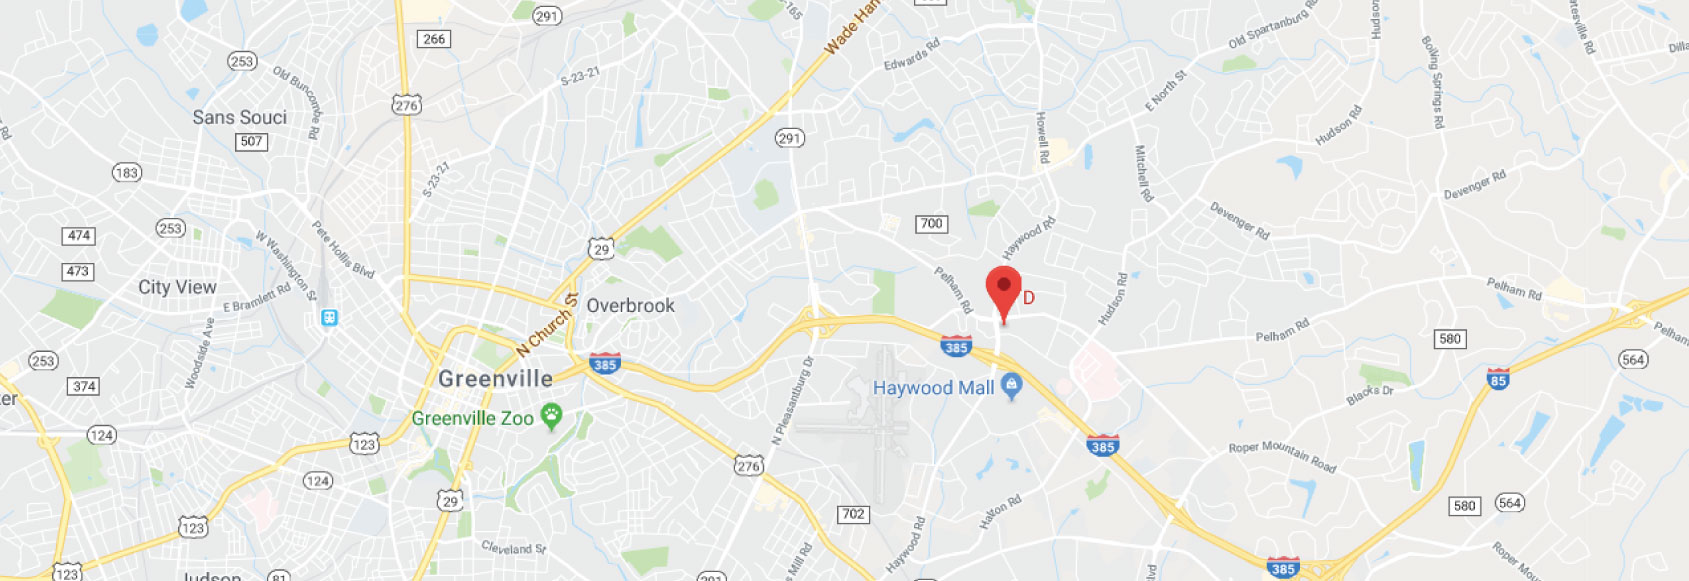 291
266
253
Old Buncombe Rd
S-23-21
276
Sans Souci
507
183
S-23-21
Wade Ham
Edwards Rd
291
Howell Rd
E North St
Old Spartanburg Rd
Hudson
Boiling Springs Rd
Hudson Rd
Mitchell Rd
Devenger Rd
Devenger Rd
474
253
W Washington St
Pete Hollis Blvd
473
City View
E Bramlett Rd
29
700
Haywood Rd
Pelham Rd
D
Hudson Rd
Pelham Rd
Pelham Rd
Pelham
Overbrook
N Church St
385
385
580
564
253
Woodside Ave
374
Greenville
Greenville Zoo
N Pleasantburg Dr
Haywood Mall
85
Blacks Dr
124
123
385
Roper Mountain Road
276
124
29
123
702
Halton Rd
Haywood Rd
580
564
Cleveland St
Roper Mounta
123
Judson
81
291
s Mill Rd
lvd
385